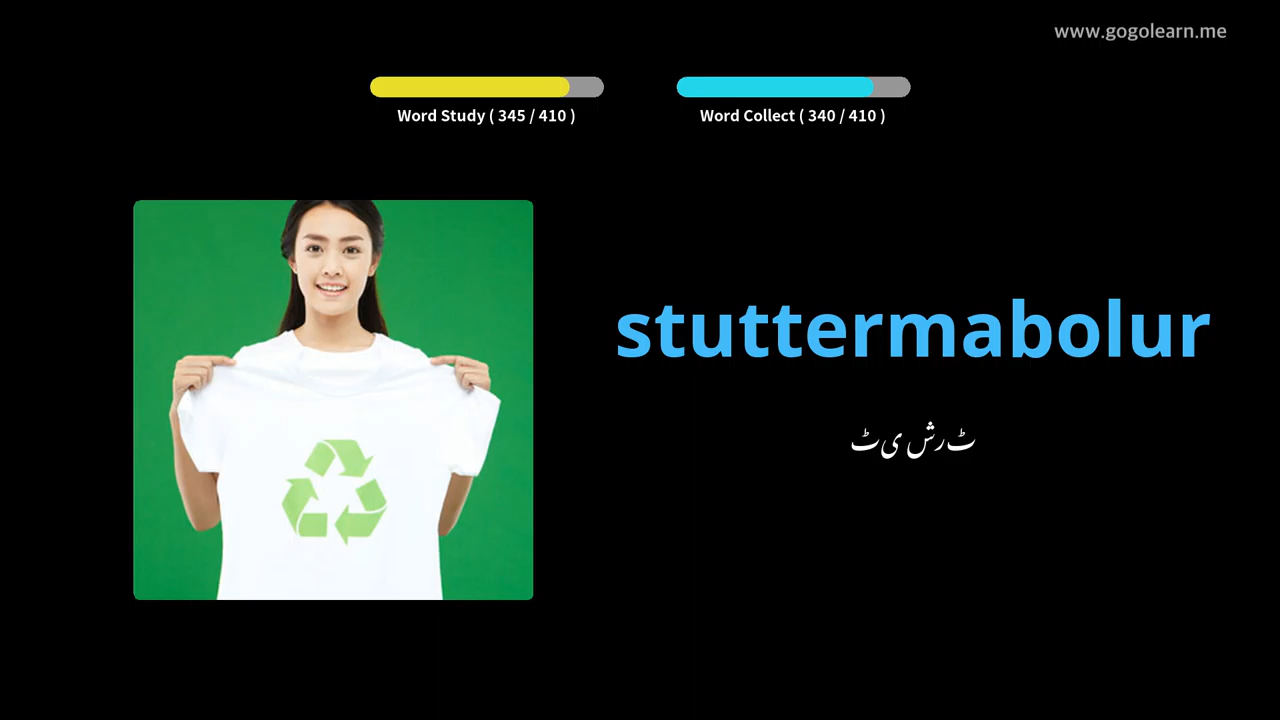 www.gogolearn.me
Word Study ( 345 / 410 )
Word Collect ( 340 / 410 )
stuttermabolur
ٹ رش ی ٹ